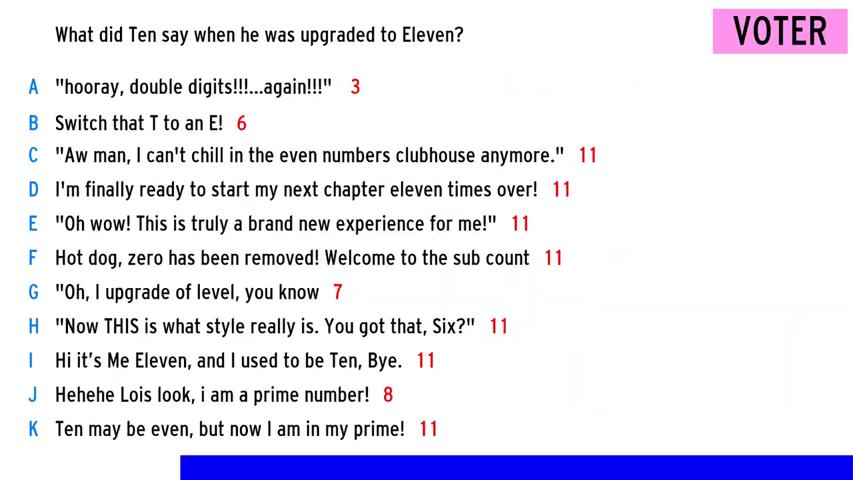 What did Ten say when he was upgraded to Eleven?
VOTER
A "hooray, double digits!!!...again!!!" 3
B Switch that T to an E! 6
C "Aw man, I can't chill in the even numbers clubhouse anymore." 11
D I'm finally ready to start my next chapter eleven times over! 11
E "Oh wow! This is truly a brand new experience for me!" 11
F Hot dog, zero has been removed! Welcome to the sub count 11
G "Oh, I upgrade of level, you know 7
H "Now THIS is what style really is. You got that, Six?" 11
I Hi it's Me Eleven, and I used to be Ten, Bye. 11
J Hehehe Lois look, i am a prime number! 8
K Ten may be even, but now I am in my prime! 11